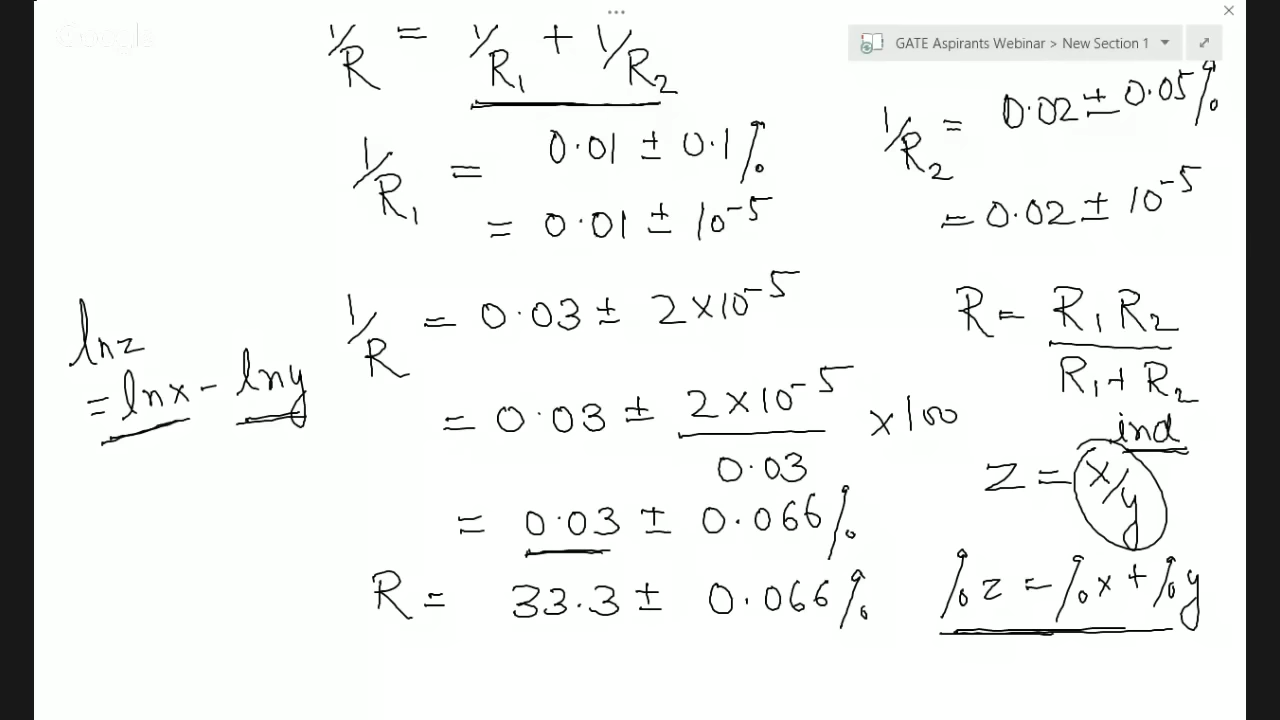 Google
GATE Aspirants Webinar > New Section 1
1/R = 1/R₁ + 1/R₂
1/R₁ = 0.01 ± 0.1%
= 0.01 ± 10⁻⁵
1/R₂ = 0.02 ± 0.05%
= 0.02 ± 10⁻⁵
1/R = 0.03 ± 2×10⁻⁵
= 0.03 ± 2×10⁻⁵/0.03 ×100
= 0.03 ± 0.066%
R = 33.3 ± 0.066%
ln z
= ln x - ln y
R = R₁ R₂/R₁ + R₂
ind
Z = x/y
% z = % x + % y